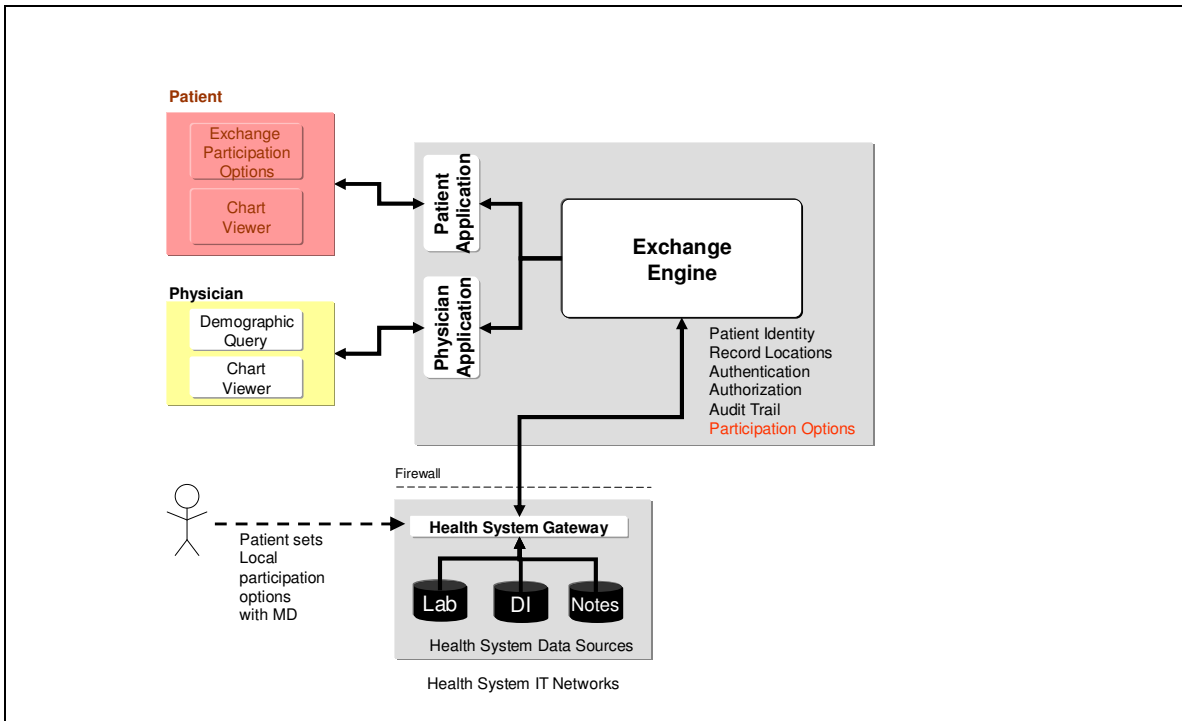 Patient
Exchange
Participation
Options
Chart
Viewer
Physician
Demographic
Query
Chart
Viewer
Patient
Application
Physician
Application
Exchange
Engine
Patient Identity
Record Locations
Authentication
Authorization
Audit Trail
Participation Options
Firewall
Health System Gateway
Patient sets
Local
participation
options
with MD
Lab
DI
Notes
Health System Data Sources
Health System IT Networks